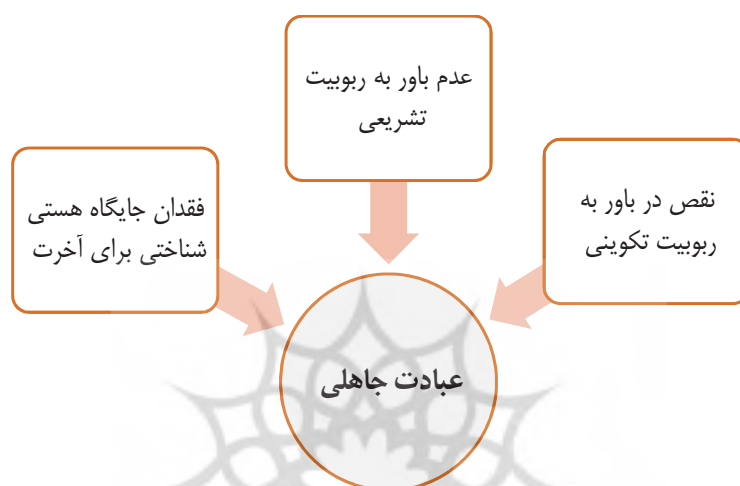 عدم باور به ربوبیت
تشریعی
نقص در باور به
ربوبیت تکوینی
فقدان جایگاه هستی
شناختی برای آخرت
عبادت جاهلی